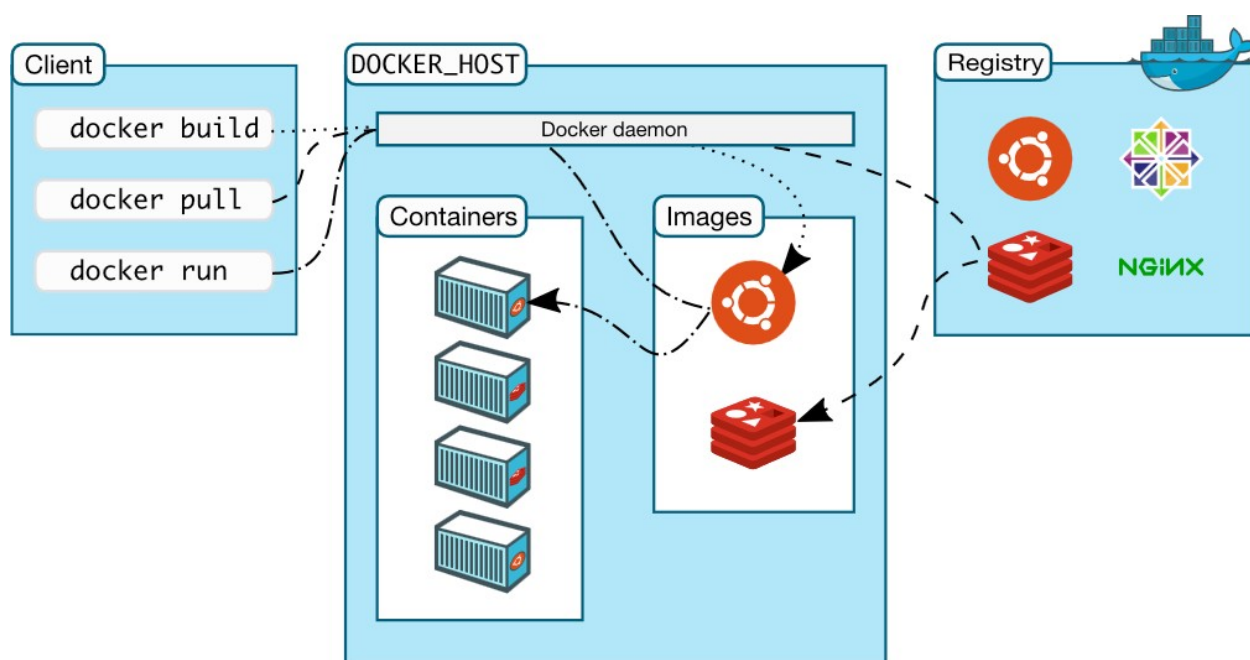 Client
docker build
docker pull
docker run
DOCKER_HOST
Docker daemon
Containers
Images
Registry
NGINX